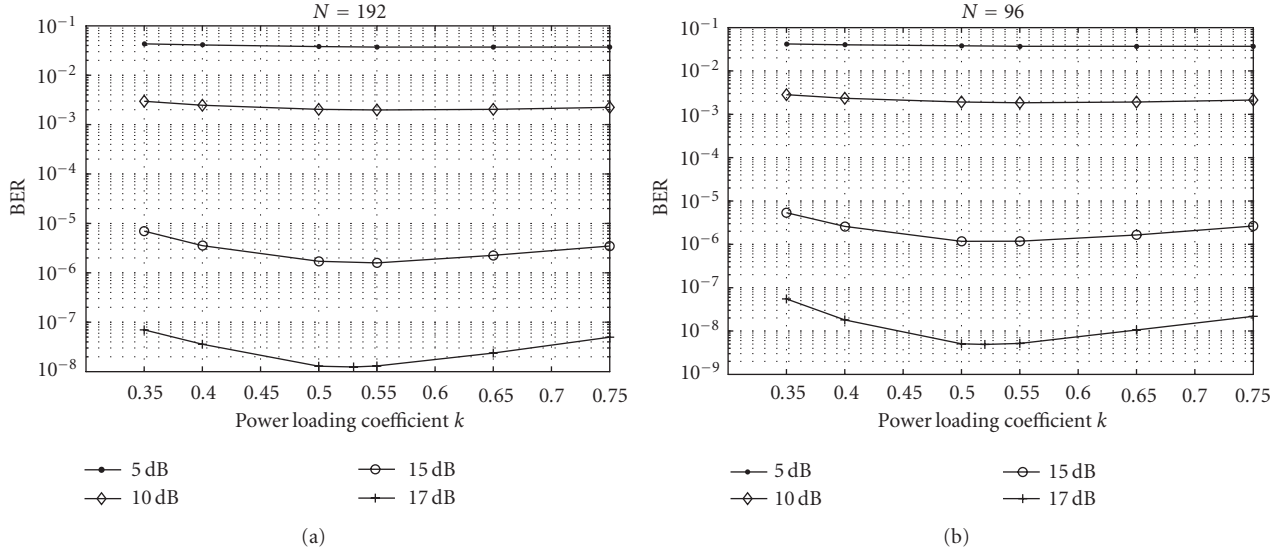 N = 192
10^{-1}
10^{-2}
10^{-3}
10^{-4}
10^{-5}
10^{-6}
10^{-7}
10^{-8}
BER
0.35 0.4 0.45 0.5 0.55 0.6 0.65 0.7 0.75
Power loading coefficient k
5 dB
10 dB
15 dB
17 dB
(a)
N = 96
10^{-1}
10^{-2}
10^{-3}
10^{-4}
10^{-5}
10^{-6}
10^{-7}
10^{-8}
10^{-9}
BER
0.35 0.4 0.45 0.5 0.55 0.6 0.65 0.7 0.75
Power loading coefficient k
5 dB
10 dB
15 dB
17 dB
(b)